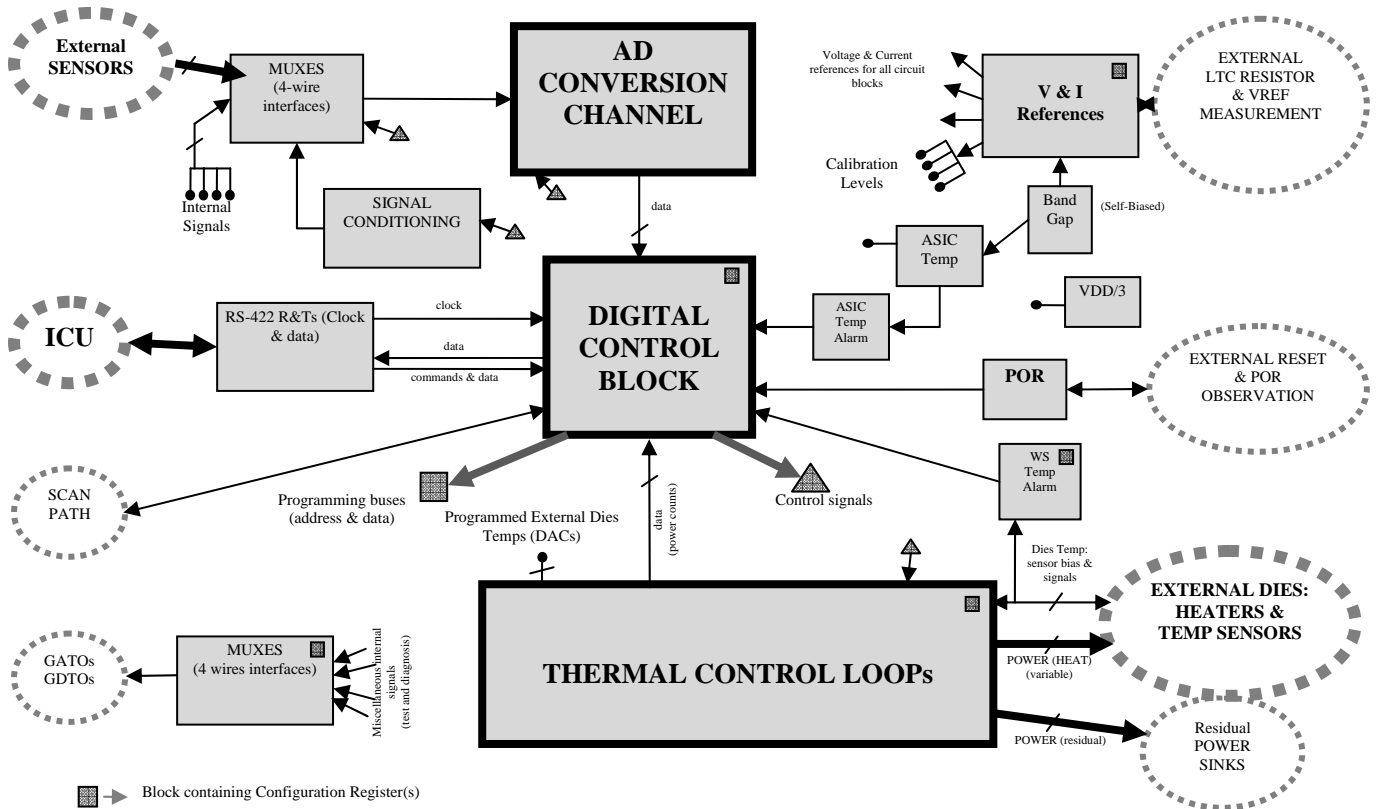 External
SENSORS
MUXES
(4-wire
interfaces)
AD
CONVERSION
CHANNEL
Voltage & Current
references for all circuit
blocks
V & I
References
EXTERNAL
LTC RESISTOR
& VREF
MEASUREMENT
Calibration
Levels
Internal
Signals
SIGNAL
CONDITIONING
data
Band
Gap
(Self-Biased)
ASIC
Temp
VDD/3
ICU
RS-422 R&Ts (Clock
& data)
clock
data
commands & data
DIGITAL
CONTROL
BLOCK
ASIC
Temp
Alarm
POR
EXTERNAL RESET
& POR
OBSERVATION
SCAN
PATH
Programming buses
(address & data)
Control signals
WS
Temp
Alarm
Programmed External Dies
Temps (DACs)
data
(power counts)
Dies Temp:
sensor bias &
signals
EXTERNAL DIES:
HEATERS &
TEMP SENSORS
GATOs
GDTOs
MUXES
(4 wires interfaces)
Miscellaneous internal
signals
(test and diagnosis)
THERMAL CONTROL LOOPs
POWER (HEAT)
(variable)
POWER (residual)
Residual
POWER
SINKS
Block containing Configuration Register(s)